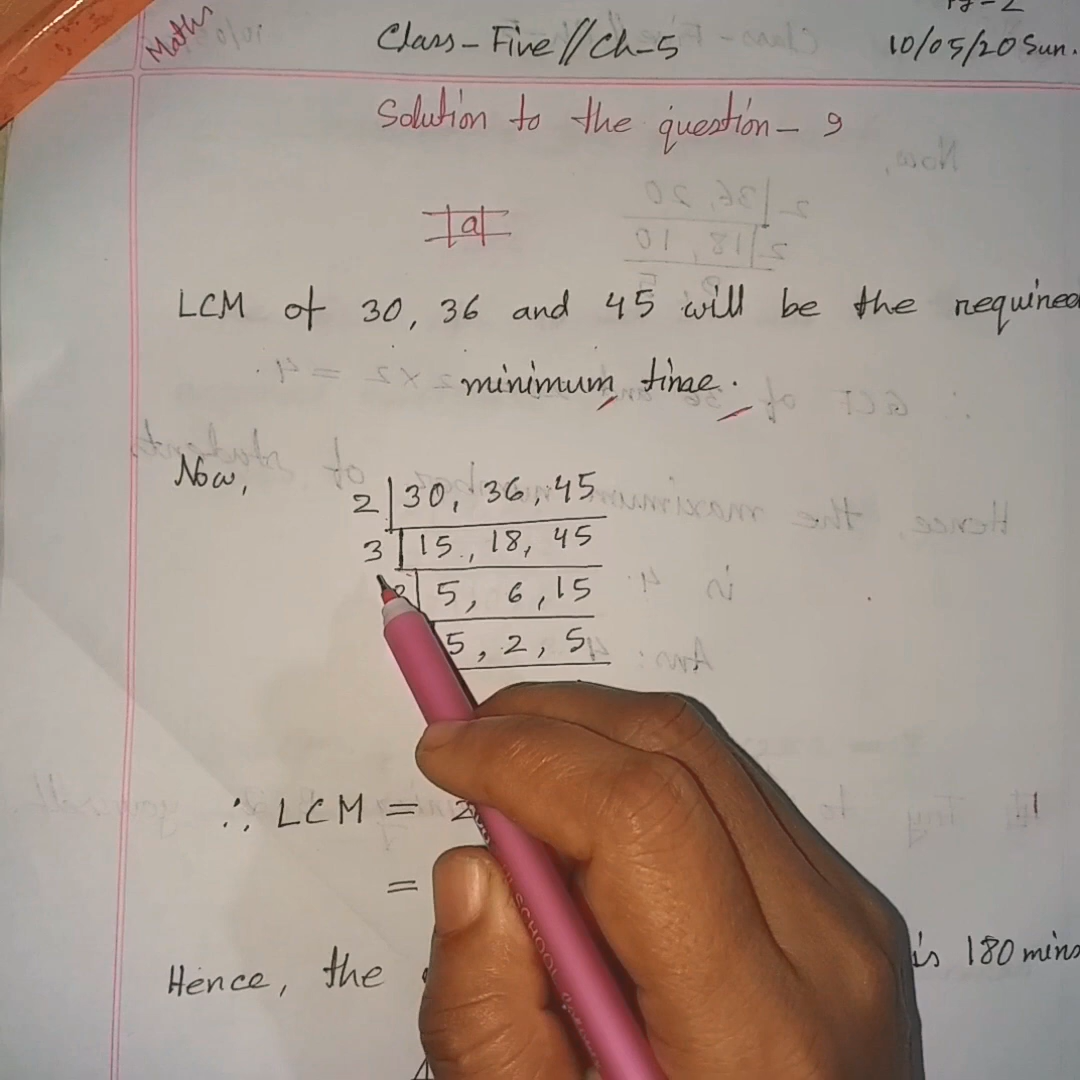 Maths
Class-Five//Ch-5
10/05/20 Sun.
Solution to the question-9
a
LCM of 30, 36 and 45 will be the required
minimum time.
Now,
2 30, 36, 45
3 15, 18, 45
5, 6, 15
5, 2, 5
∴ LCM = 2
=
Hence, the
is 180 mins
SCHOOL